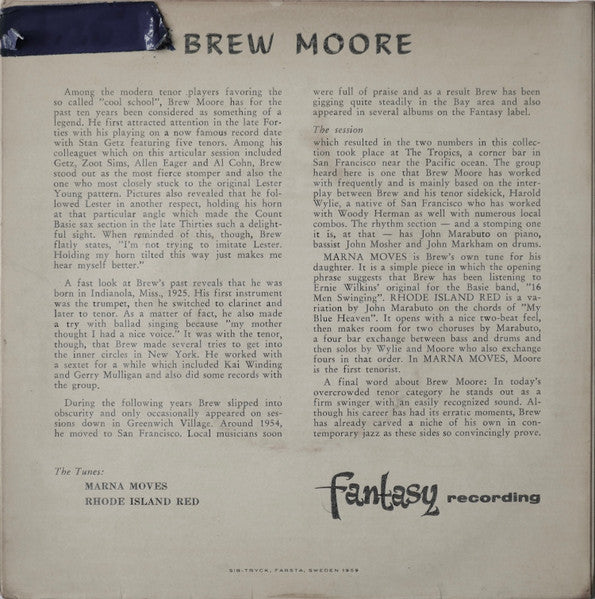 BREW MOORE
Among the modern tenor players favoring the
so called "cool school", Brew Moore has for the
past ten years been considered as something of a
legend. He first attracted attention in the late For-
ties with his playing on a now famous record date
with Stan Getz featuring five tenors. Among his
colleaguet which on this articular session included
Getz, Zoot Sims, Allen Eager and Al Cohn, Brew
stood out as the most fierce stomper and also the
one who most closely stuck to the original Lester
Young pattern. Pictures also revealed that he fol-
lowed Lester in another respect, holding his horn
at that particular angle which made the Count
Basie sax section in the late Thirties such a delight-
ful sight. When reminded of this, though, Brew
flatly states, "I'm not trying to imitate Lester.
Holding my horn tilted this way just makes me
hear myself better."
A fast look at Brew's past reveals that he was
born in Indianola, Miss., 1925. His first instrument
was the trumpet, then he switched to clarinet and
later to tenor. As a matter of fact, he also made
a try with ballad singing because "my mother
thought I had a nice voice." It was with the tenor,
though, that Brew made several tries to get into
the inner circles in New York. He worked with
a sextet for a while which included Kai Winding
and Gerry Mulligan and also did some records with
the group.
During the following years Brew slipped into
obscurity and only occasionally appeared on ses-
sions down in Greenwich Village. Around 1954,
he moved to San Francisco. Local musicians soon
were full of praise and as a result Brew has been
gigging quite steadily in the Bay area and also
appeared in several albums on the Fantasy label.
The session
which resulted in the two numbers in this collec-
tion took place at The Tropics, a corner bar in
San Francisco near the Pacific ocean. The group
heard here is one that Brew Moore has worked
with frequently and is mainly based on the inter-
play between Brew and his tenor sidekick, Harold
Wylie, a native of San Francisco who has worked
with Woody Herman as well with numerous local
combos. The rhythm section — and a stomping one
it is, at that — has John Marabuto on piano,
bassist John Mosher and John Markham on drums.
MARNA MOVES is Brew's own tune for his
daughter. It is a simple piece in which the opening
phrase suggests that Brew has been listening to
Ernie Wilkins' original for the Basie band, "16
Men Swinging". RHODE ISLAND RED is a va-
riation by John Marabuto on the chords of "My
Blue Heaven". It opens with a nice two-beat feel,
then makes room for two choruses by Marabuto,
a four bar exchange between bass and drums and
then solos by Wylie and Moore who also exchange
fours in that order. In MARNA MOVES, Moore
is the first tenorist.
A final word about Brew Moore: In today's
overcrowded tenor category he stands out as a
firm swinger with an easily recognized sound. Al-
though his career has had its erratic moments, Brew
has already carved a niche of his own in con-
temporary jazz as these sides so convincingly prove.
The Tunes:
MARNA MOVES
RHODE ISLAND RED
fantasy recording
SIB-TRYCK, FARSTA, SWEDEN 1959